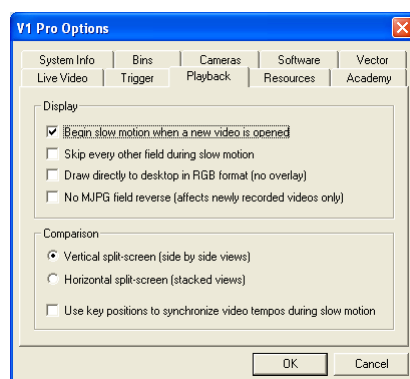 V1 Pro Options
System Info Bins Cameras Software Vector
Live Video Trigger Playback Resources Academy
Display
Begin slow motion when a new video is opened
Skip every other field during slow motion
Draw directly to desktop in RGB format (no overlay)
No MJPG field reverse (affects newly recorded videos only)
Comparison
Vertical split-screen (side by side views)
Horizontal split-screen (stacked views)
Use key positions to synchronize video tempos during slow motion
OK Cancel